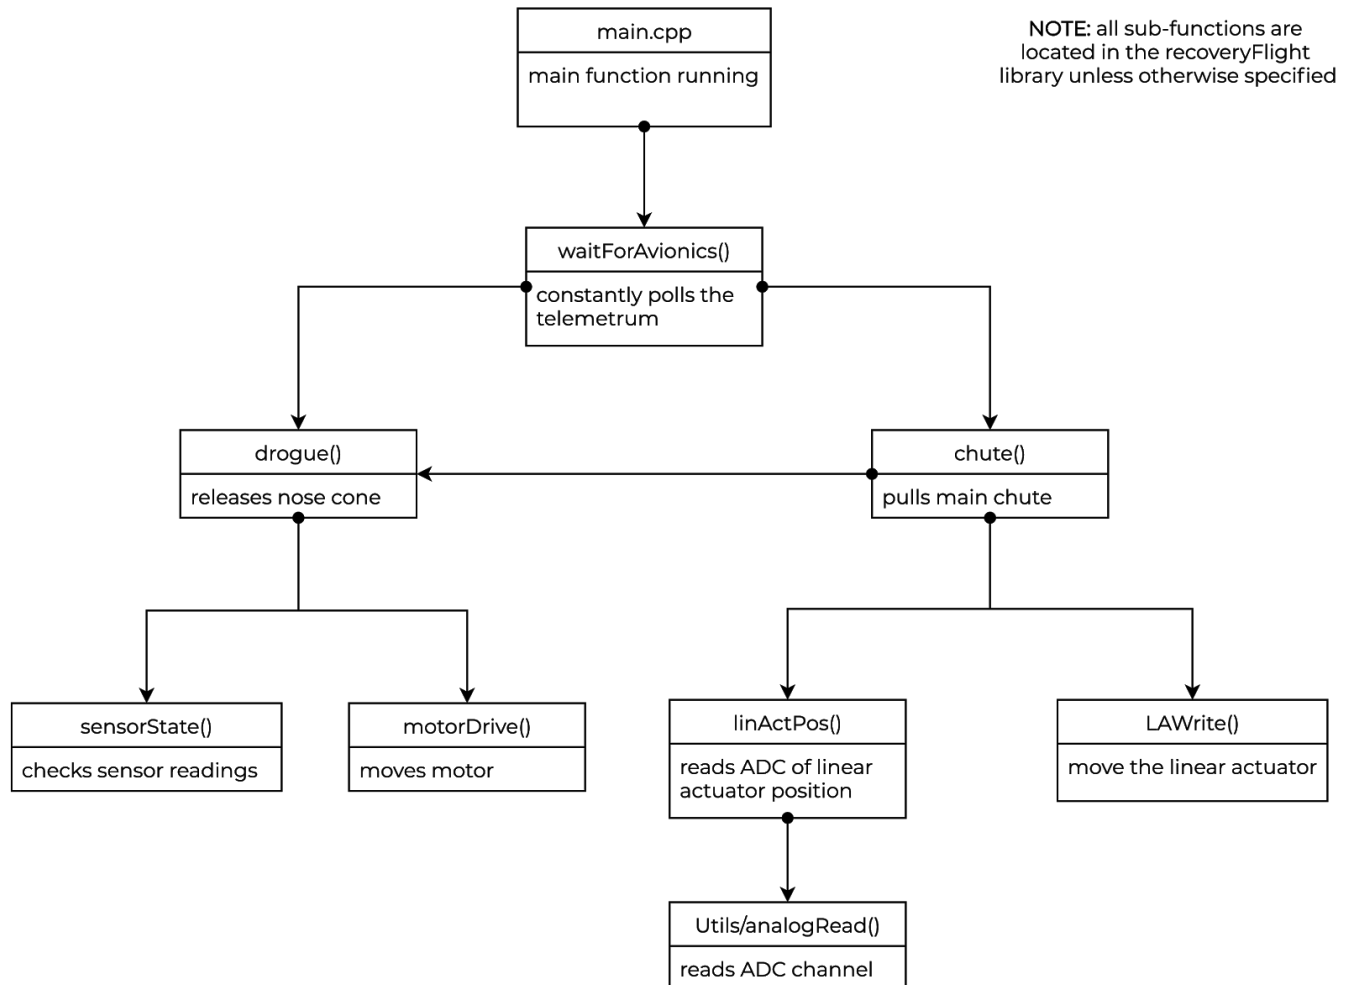 main.cpp
main function running
NOTE: all sub-functions are
located in the recoveryFlight
library unless otherwise specified
waitForAvionics()
constantly polls the
telemetrum
drogue()
releases nose cone
chute()
pulls main chute
sensorState()
checks sensor readings
motorDrive()
moves motor
linActPos()
reads ADC of linear
actuator position
LAWrite()
move the linear actuator
Utils/analogRead()
reads ADC channel